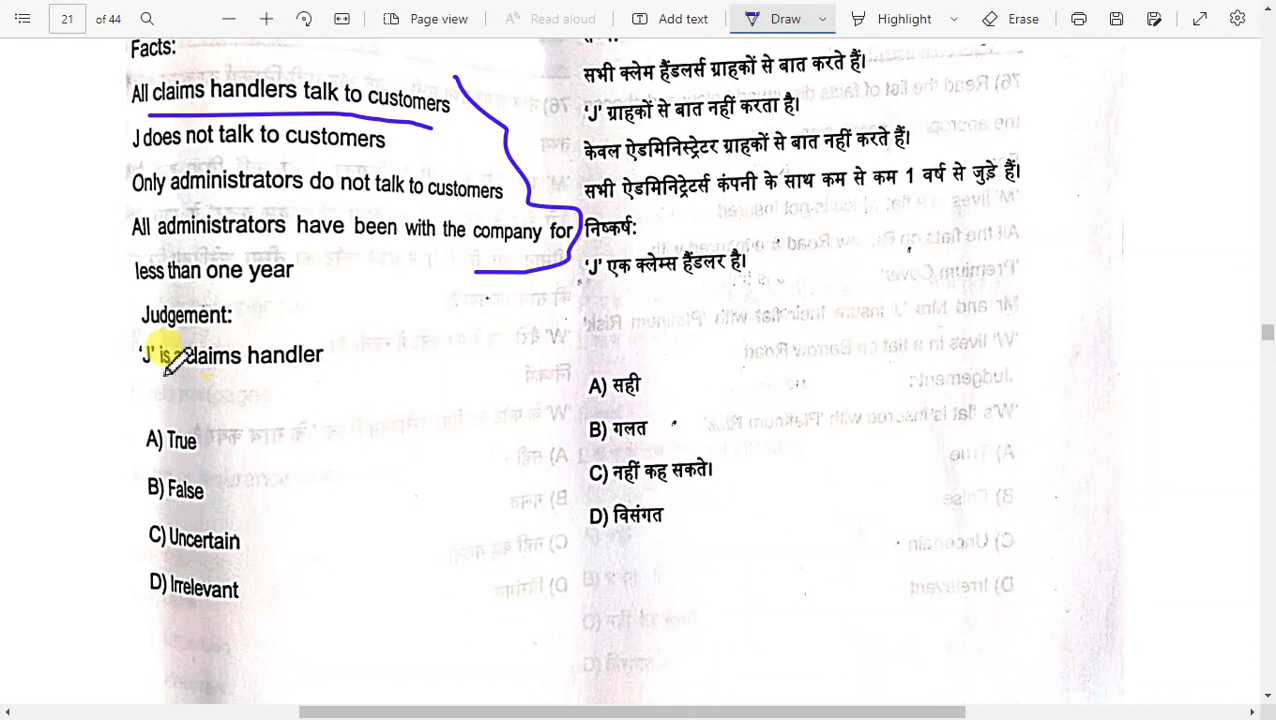 21 of 44
Page view
Read aloud
Add text
Draw
Highlight
Erase
Facts:
All claims handlers talk to customers
J does not talk to customers
Only administrators do not talk to customers
All administrators have been with the company for
less than one year
Judgement:
'J' is claims handler
A) True
B) False
C) Uncertain
D) Irrelevant
सभी क्लेम हैंडलर्स ग्राहकों से बात करते हैं।
'J' ग्राहकों से बात नहीं करता है।
केवल ऐडमिनिस्ट्रेटर ग्राहकों से बात नहीं करते हैं।
सभी ऐडमिनिट्रेटर्स कंपनी के साथ कम से कम 1 वर्ष से जुड़े हैं।
निष्कर्ष:
'J' एक क्लेम्स हैंडलर है।
A) सही
B) गलत
C) नहीं कह सकते।
D) विसंगत